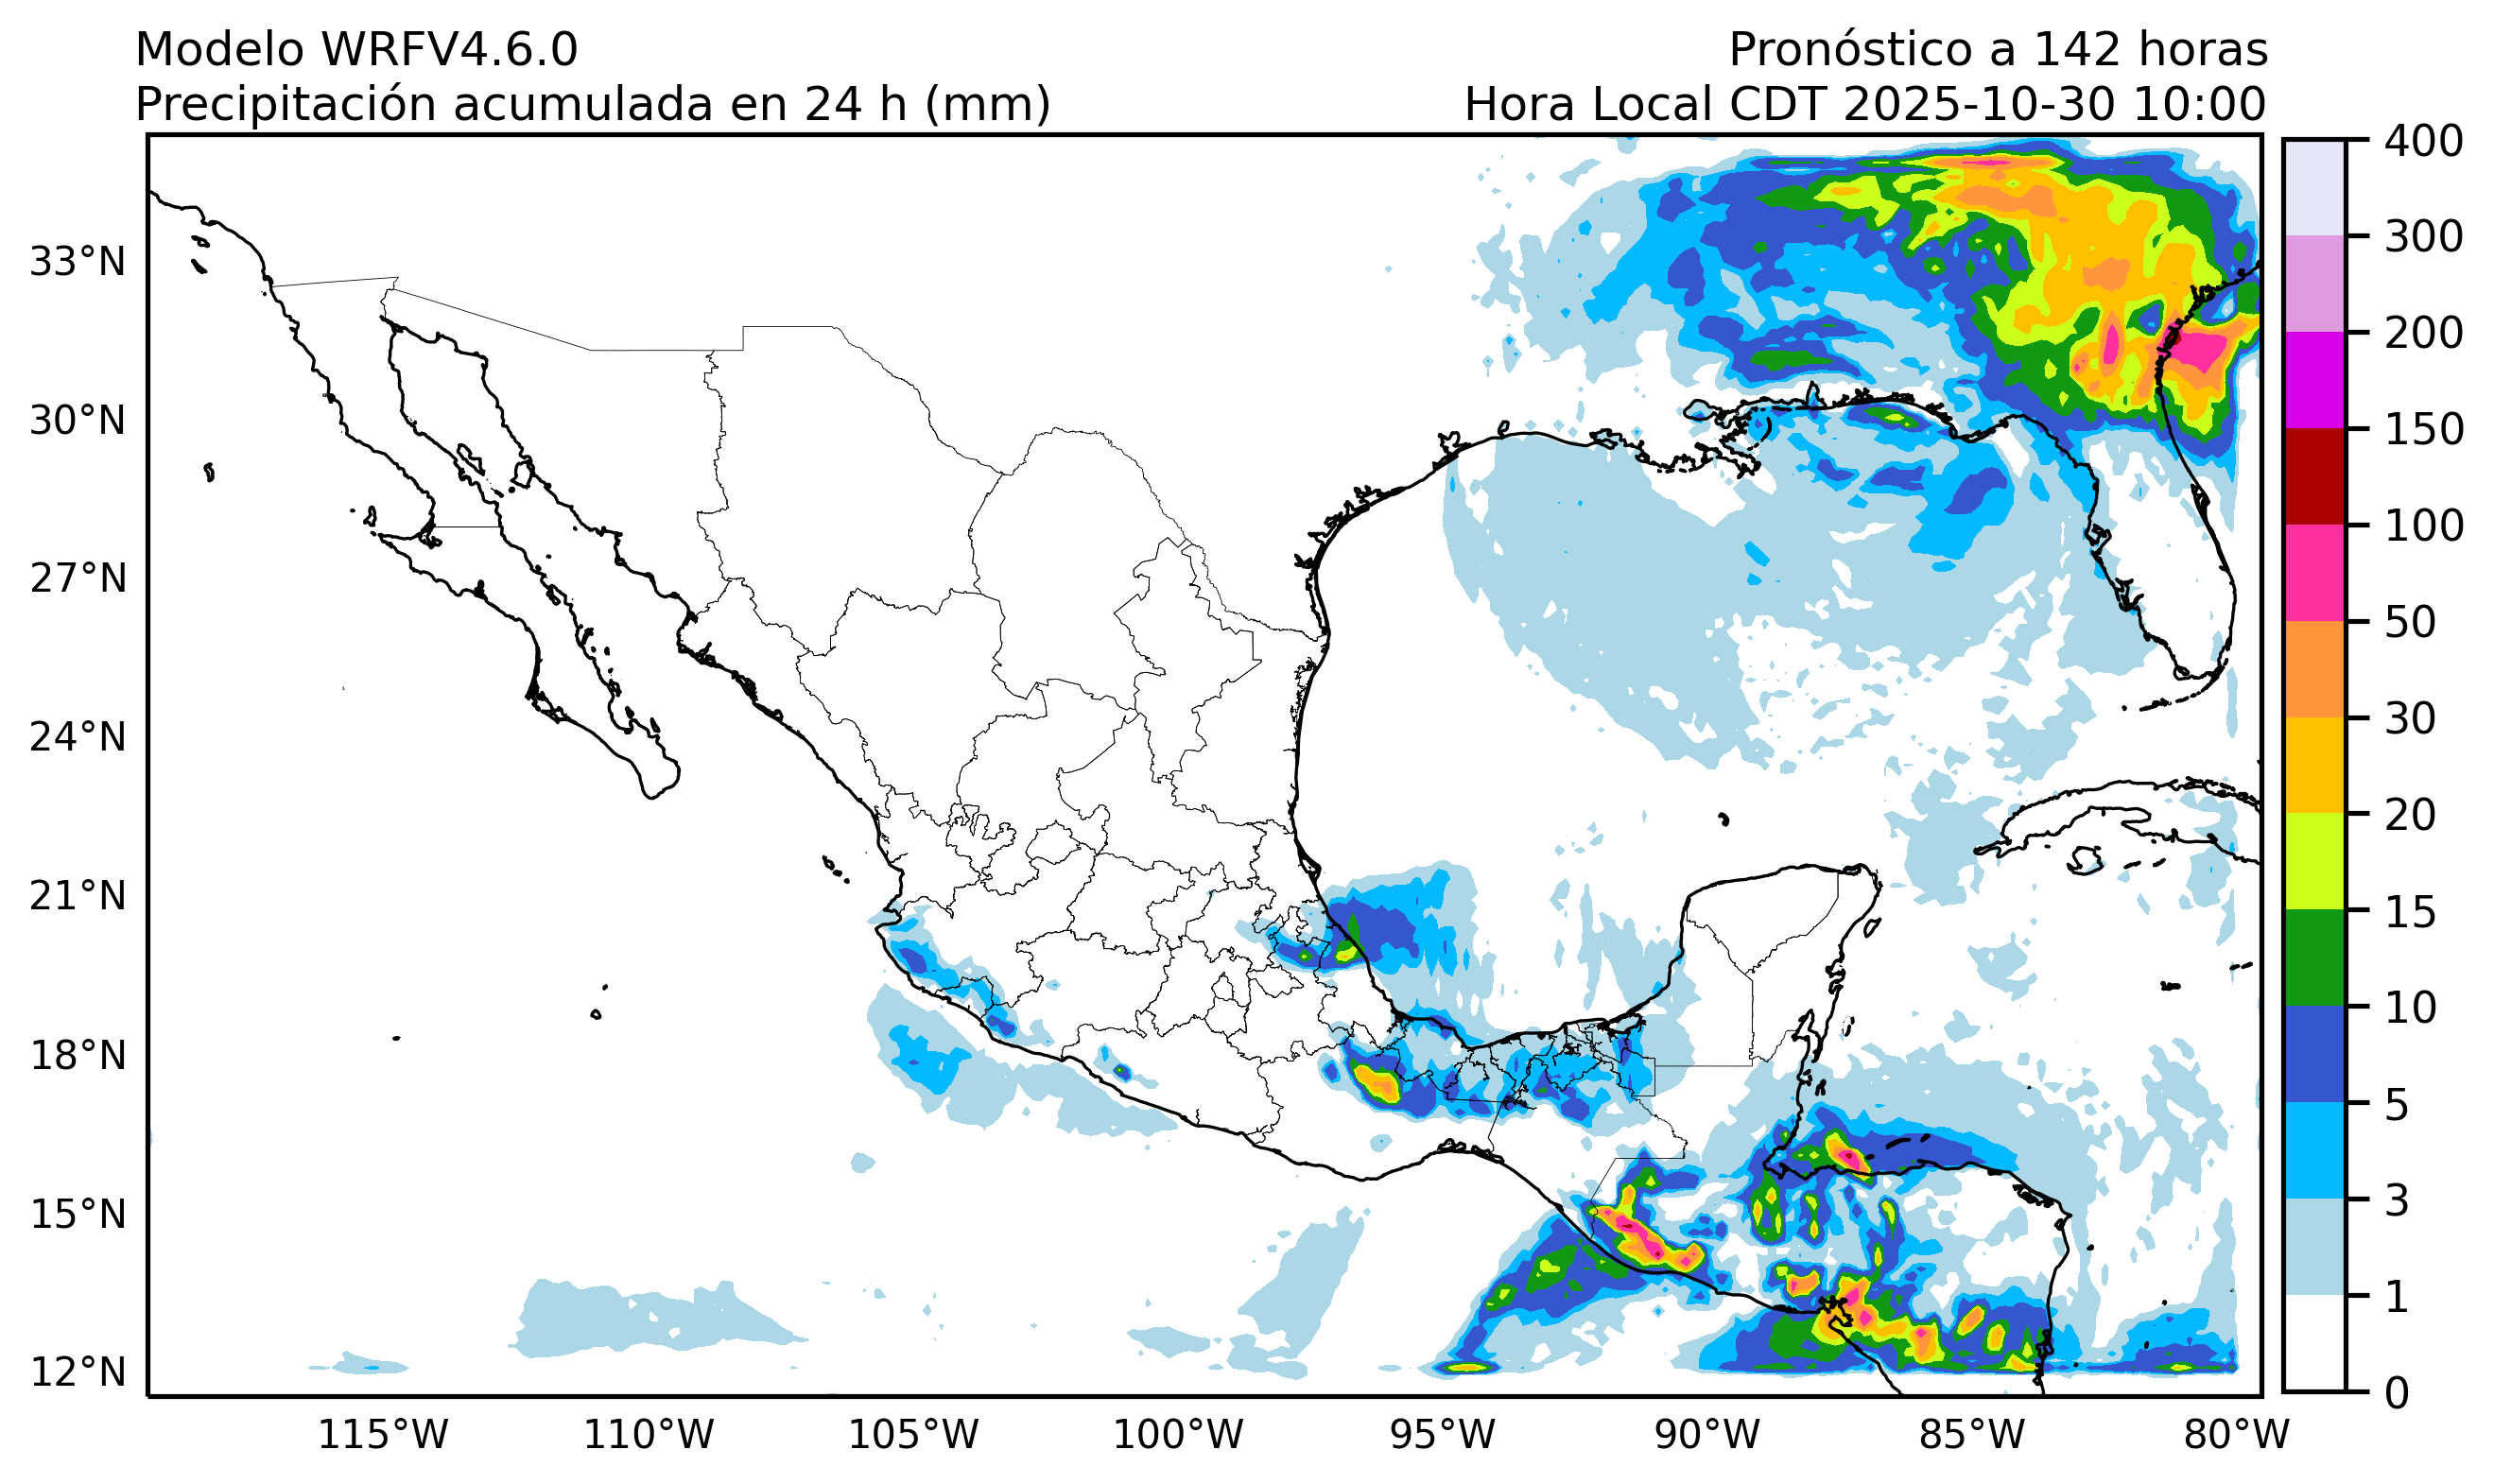 Modelo WRFV4.6.0
Pronóstico a 142 horas
Precipitación acumulada en 24 h (mm)
Hora Local CDT 2025-10-30 10:00
400
300
200
150
100
50
30
20
15
10
5
3
1
0
33°N
30°N
27°N
24°N
21°N
18°N
15°N
12°N
115°W
110°W
105°W
100°W
95°W
90°W
85°W
80°W